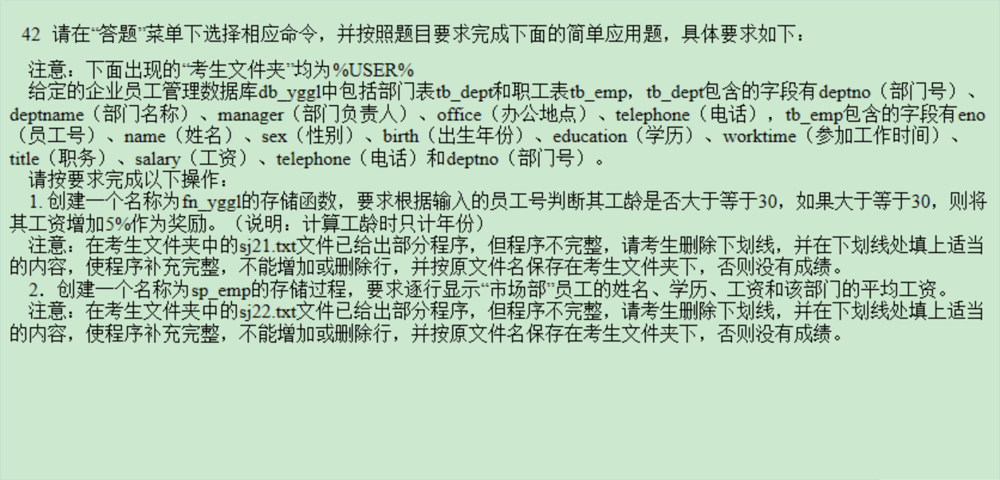 42 请在“答题”菜单下选择相应命令，并按照题目要求完成下面的简单应用题，具体要求如下：
注意：下面出现的“考生文件夹”均为%USER%
给定的企业员工管理数据库db_yggl中包括部门表tb_dept和职工表tb_emp，tb_dept包含的字段有deptno（部门号）、
deptname（部门名称）、manager（部门负责人）、office（办公地点）、telephone（电话），tb_emp包含的字段有eno
（员工号）、name（姓名）、sex（性别）、birth（出生年份）、education（学历）、worktime（参加工作时间）、
title（职务）、salary（工资）、telephone（电话）和deptno（部门号）。
请按要求完成以下操作：
1. 创建一个名称为fn_yggl的存储函数，要求根据输入的员工号判断其工龄是否大于等于30，如果大于等于30，则将
其工资增加5%作为奖励。（说明：计算工龄时只计年份）
注意：在考生文件夹中的sj21.txt文件已给出部分程序，但程序不完整，请考生删除下划线，并在下划线处填上适当
的内容，使程序补充完整，不能增加或删除行，并按原文件名保存在考生文件夹下，否则没有成绩。
2．创建一个名称为sp_emp的存储过程，要求逐行显示“市场部”员工的姓名、学历、工资和该部门的平均工资。
注意：在考生文件夹中的sj22.txt文件已给出部分程序，但程序不完整，请考生删除下划线，并在下划线处填上适当
的内容，使程序补充完整，不能增加或删除行，并按原文件名保存在考生文件夹下，否则没有成绩。